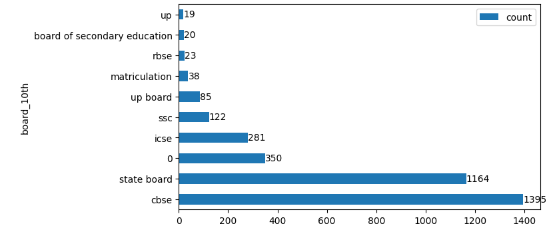 up 19
board of secondary education 20
rbse 23
matriculation 38
up board 85
ssc 122
icse 281
0 350
state board 1164
cbse 1395
0 200 400 600 800 1000 1200 1400
board_10th
count